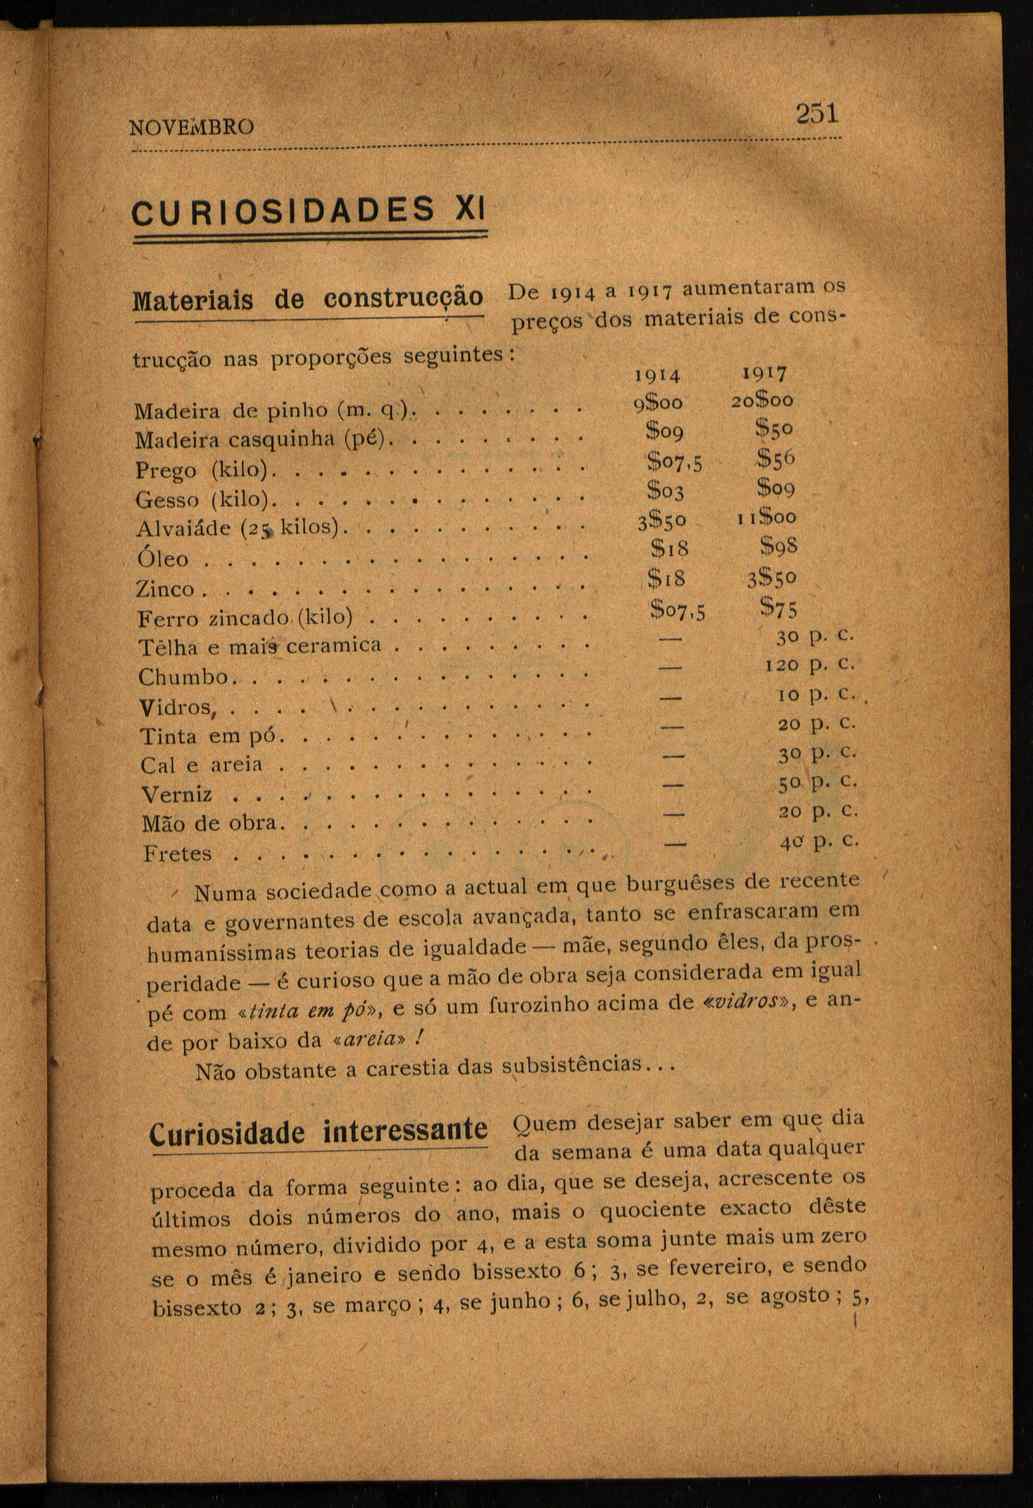 NOVEMBRO 251
CURIOSIDADES XI
Materiais de construcção De 1914 a 1917 aumentaram os
preços dos materiais de cons-
trucção nas proporções seguintes:
1914 1917
Madeira de pinho (m. q.). . . . . . . . 9$00 20$00
Madeira casquinha (pé). . . . . . . . . $09 $50
Prego (kilo). . . . . . . . . . . . . . $07,5 $56
Gesso (kilo). . . . . . . . . . . . . . $03 $09
Alvaiáde (25 kilos). . . . . . . . . . . 3$50 11$00
Óleo . . . . . . . . . . . . . . . . . $18 $98
Zinco . . . . . . . . . . . . . . . . . $18 3$50
Ferro zincado (kilo) . . . . . . . . . . $07,5 $75
Têlha e mais ceramica . . . . . . . . . — 30 p. c.
Chumbo. . . . . . . . . . . . . . . . — 120 p. c.
Vidros, . . . . . . . . . . . . . . . . — 10 p. c.
Tinta em pó. . . . . . . . . . . . . . — 20 p. c.
Cal e areia . . . . . . . . . . . . . . — 30 p. c.
Verniz . . . . . . . . . . . . . . . . — 50 p. c.
Mão de obra. . . . . . . . . . . . . . — 20 p. c.
Fretes . . . . . . . . . . . . . . . . — 40 p. c.
Numa sociedade como a actual em que burguêses de recente
data e governantes de escola avançada, tanto se enfrascaram em
humaníssimas teorias de igualdade — mãe, segundo êles, da pros-
peridade — é curioso que a mão de obra seja considerada em igual
pé com «tinta em pó», e só um furozinho acima de «vidros», e an-
de por baixo da «areia» !
Não obstante a carestia das subsistências...
Curiosidade interessante Quem desejar saber em que dia
da semana é uma data qualquer
proceda da forma seguinte: ao dia, que se deseja, acrescente os
últimos dois números do ano, mais o quociente exacto dêste
mesmo número, dividido por 4, e a esta soma junte mais um zero
se o mês é janeiro e sendo bissexto 6; 3, se fevereiro, e sendo
bissexto 2; 3, se março; 4, se junho; 6, se julho, 2, se agosto; 5,